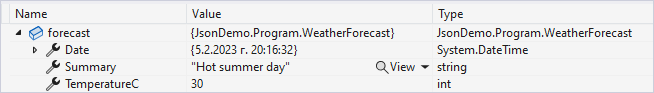 Name Value Type
forecast {JsonDemo.Program.WeatherForecast} JsonDemo.Program.WeatherForecast
Date {5.2.2023 г. 20:16:32} System.DateTime
Summary "Hot summer day" View string
TemperatureC 30 int